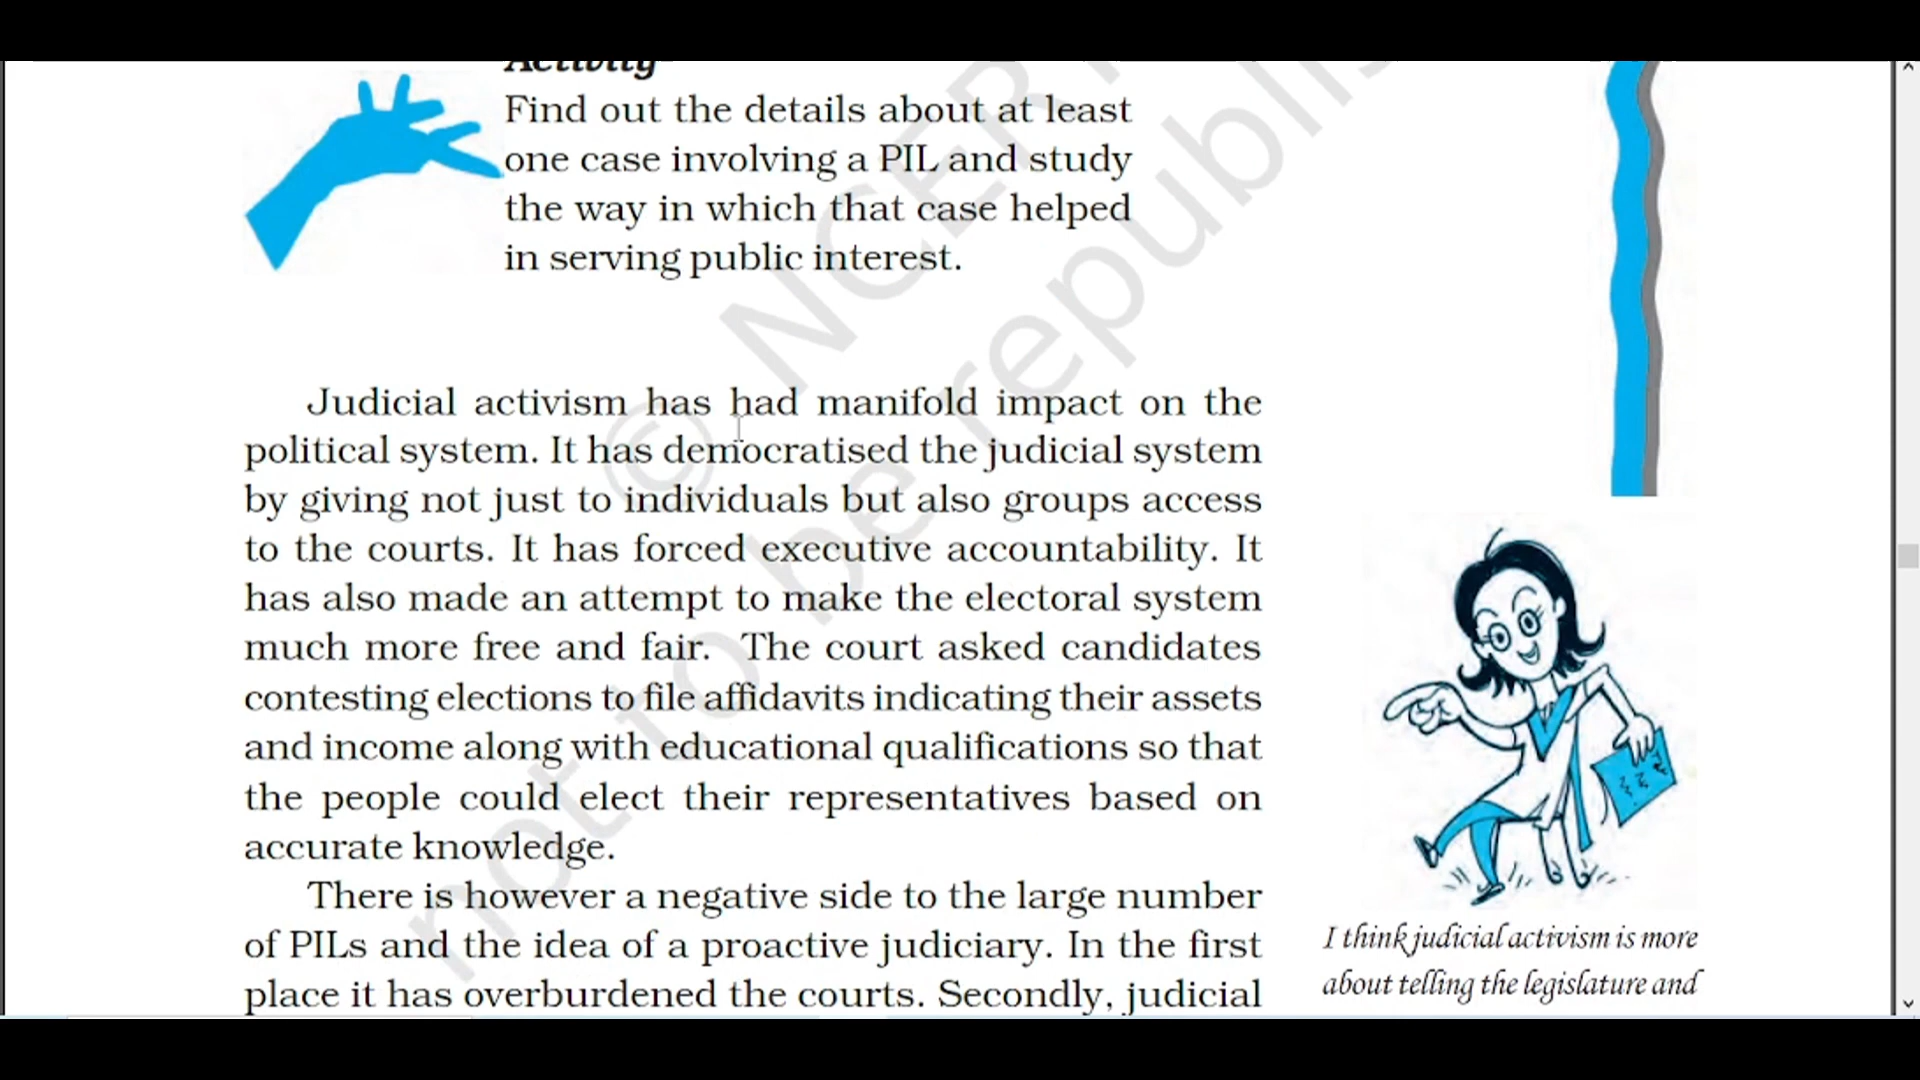 Activity
Find out the details about at least
one case involving a PIL and study
the way in which that case helped
in serving public interest.
Judicial activism has had manifold impact on the
political system. It has democratised the judicial system
by giving not just to individuals but also groups access
to the courts. It has forced executive accountability. It
has also made an attempt to make the electoral system
much more free and fair. The court asked candidates
contesting elections to file affidavits indicating their assets
and income along with educational qualifications so that
the people could elect their representatives based on
accurate knowledge.
There is however a negative side to the large number
of PILs and the idea of a proactive judiciary. In the first
place it has overburdened the courts. Secondly, judicial
I think judicial activism is more
about telling the legislature and
© NCER
not to be republis